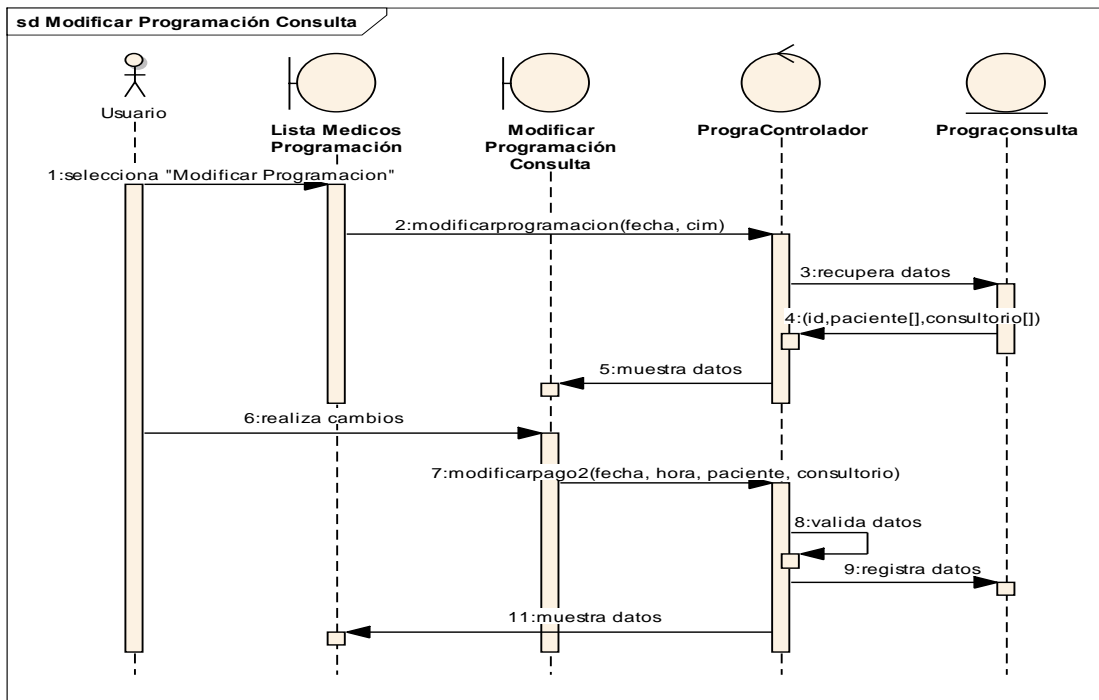 sd Modificar Programación Consulta
Usuario
Lista Medicos
Programación
Modificar
Programación
Consulta
PrograControlador
Prograconsulta
1:selecciona "Modificar Programacion"
2:modificarprogramacion(fecha, cim)
3:recupera datos
4:(id,paciente[],consultorio[])
5:muestra datos
6:realiza cambios
7:modificarpago2(fecha, hora, paciente, consultorio)
8:valida datos
9:registra datos
11:muestra datos